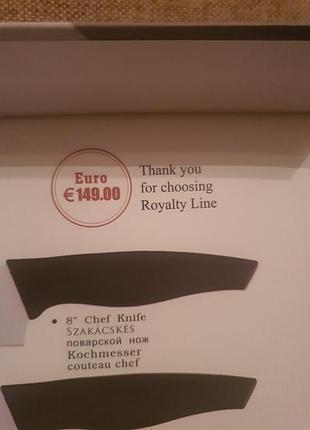 Euro
€149.00
Thank you
for choosing
Royalty Line
• 8" Chef Knife
SZAKÁCSKÉS
поварской нож
Kochmesser
couteau chef